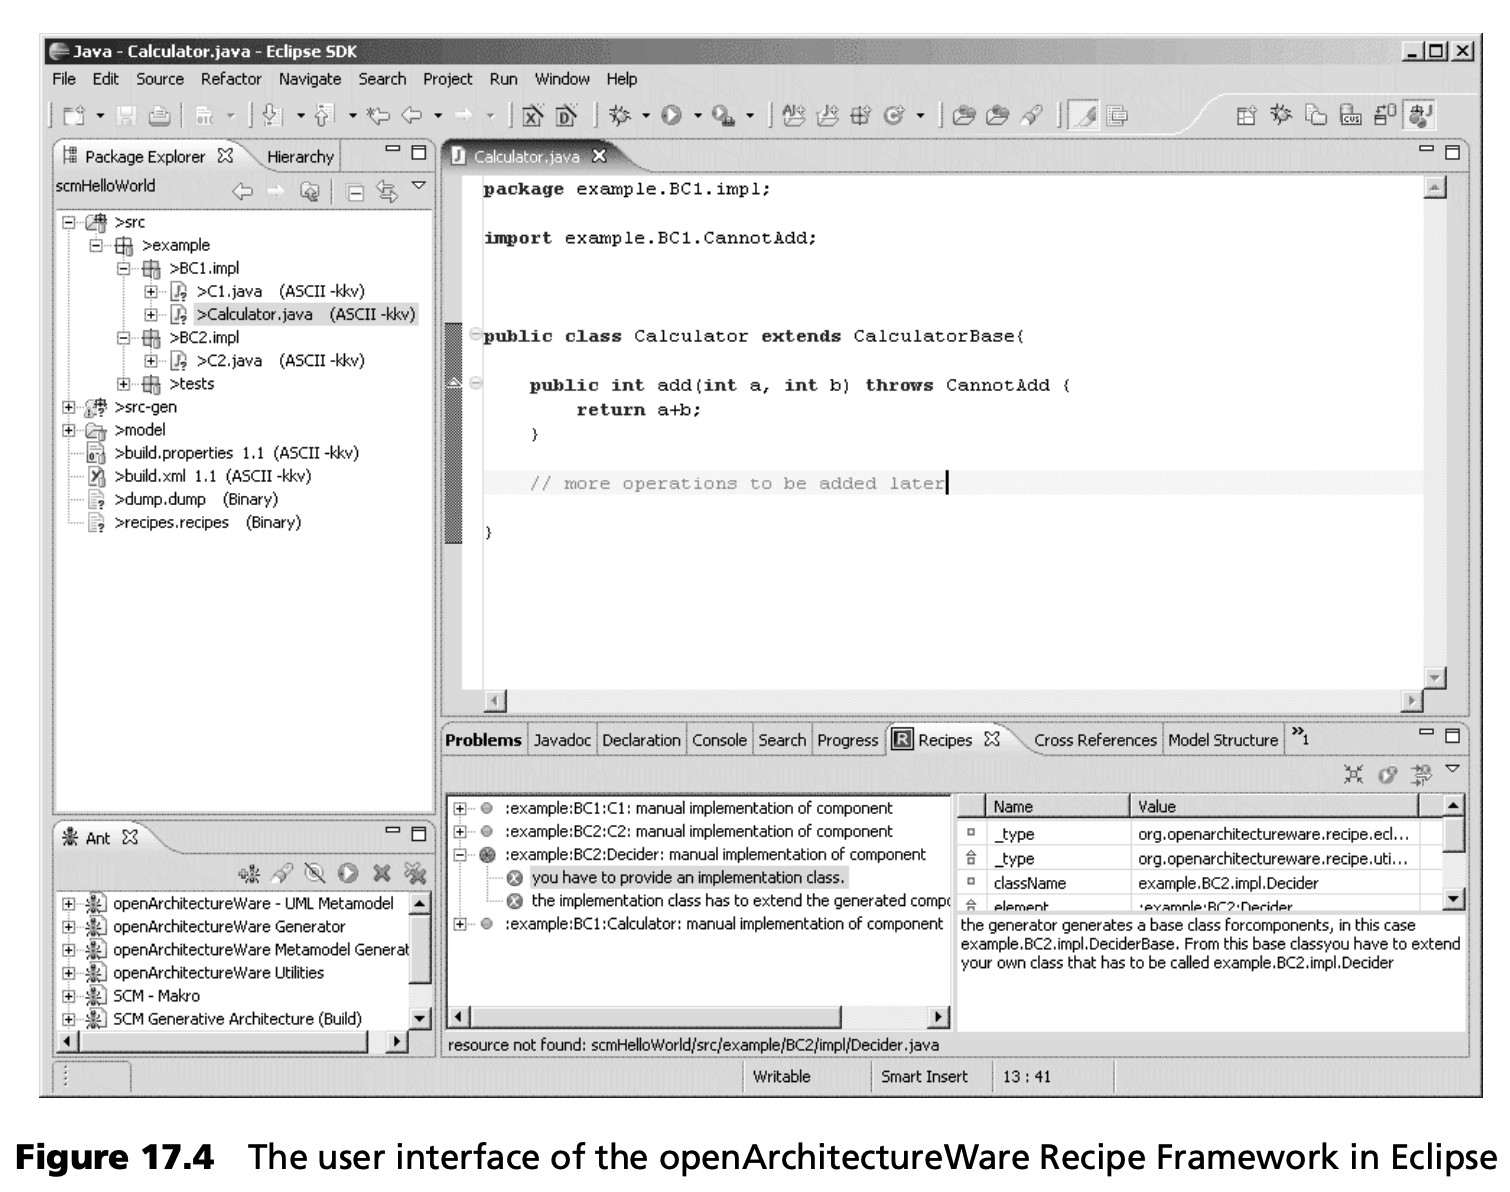 Java - Calculator.java - Eclipse SDK
File Edit Source Refactor Navigate Search Project Run Window Help
Package Explorer Hierarchy
scmHelloWorld
>src
>example
>BC1.impl
>C1.java (ASCII -kkv)
>Calculator.java (ASCII -kkv)
>BC2.impl
>C2.java (ASCII -kkv)
>tests
>src-gen
>model
>build.properties 1.1 (ASCII -kkv)
>build.xml 1.1 (ASCII -kkv)
>dump.dump (Binary)
>recipes.recipes (Binary)
Calculator.java
package example.BC1.impl;
import example.BC1.CannotAdd;
public class Calculator extends CalculatorBase{
public int add(int a, int b) throws CannotAdd {
return a+b;
}
// more operations to be added later
}
Ant
openArchitectureWare - UML Metamodel
openArchitectureWare Generator
openArchitectureWare Metamodel Generat
openArchitectureWare Utilities
SCM - Makro
SCM Generative Architecture (Build)
Problems Javadoc Declaration Console Search Progress Recipes Cross References Model Structure »1
:example:BC1:C1: manual implementation of component
:example:BC2:C2: manual implementation of component
:example:BC2:Decider: manual implementation of component
you have to provide an implementation class.
the implementation class has to extend the generated compo
:example:BC1:Calculator: manual implementation of component
Name Value
_type org.openarchitectureware.recipe.ecl...
_type org.openarchitectureware.recipe.uti...
className example.BC2.impl.Decider
element :example:BC2:Decider
the generator generates a base class forcomponents, in this case
example.BC2.impl.DeciderBase. From this base classyou have to extend
your own class that has to be called example.BC2.impl.Decider
resource not found: scmHelloWorld/src/example/BC2/impl/Decider.java
Writable Smart Insert 13 : 41
Figure 17.4 The user interface of the openArchitectureWare Recipe Framework in Eclipse